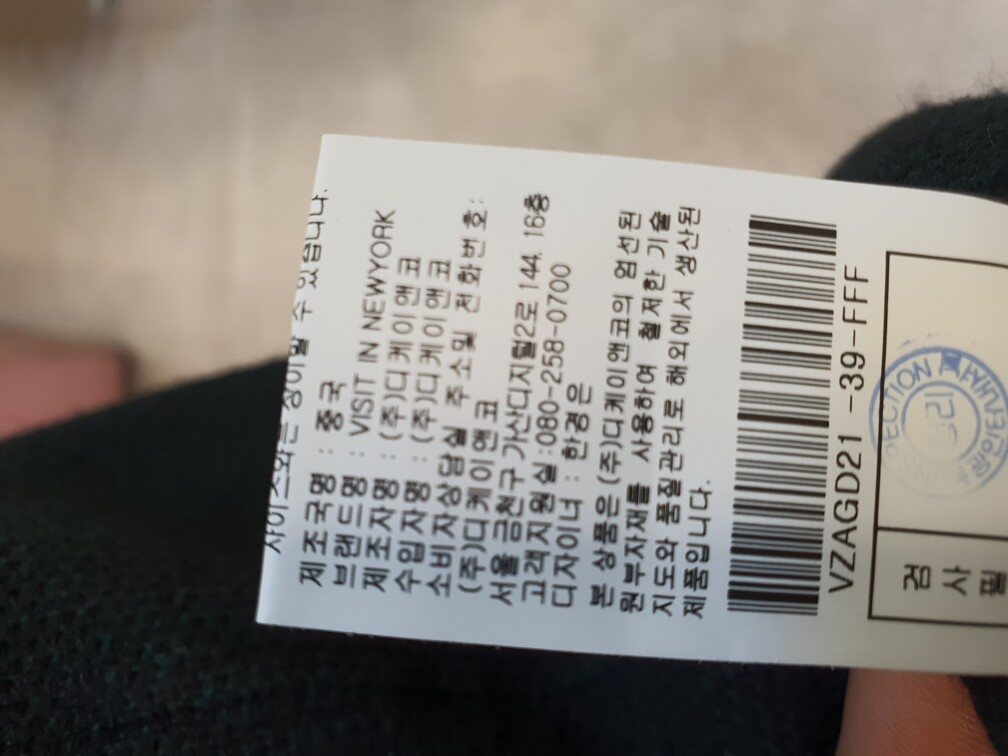 사이즈와는 상이할 수 있습니다.
제조국명 : 중국
브랜드명 : VISIT IN NEWYORK
제조자명 : (주)디케이앤코
수입자명 : (주)디케이앤코
소비자상담실 주소및 전화번호:
(주)디케이앤코
서울 금천구 가산디지털2로 144. 16층
고객지원실:080-258-0700
디자이너 : 한경은
본 상품은 (주)디케이앤코의 엄선된
원부자재를 사용하여 철저한 기술
지도와 품질관리로 해외에서 생산된
제품입니다.
VZAGD21 -39-FFF
검사필